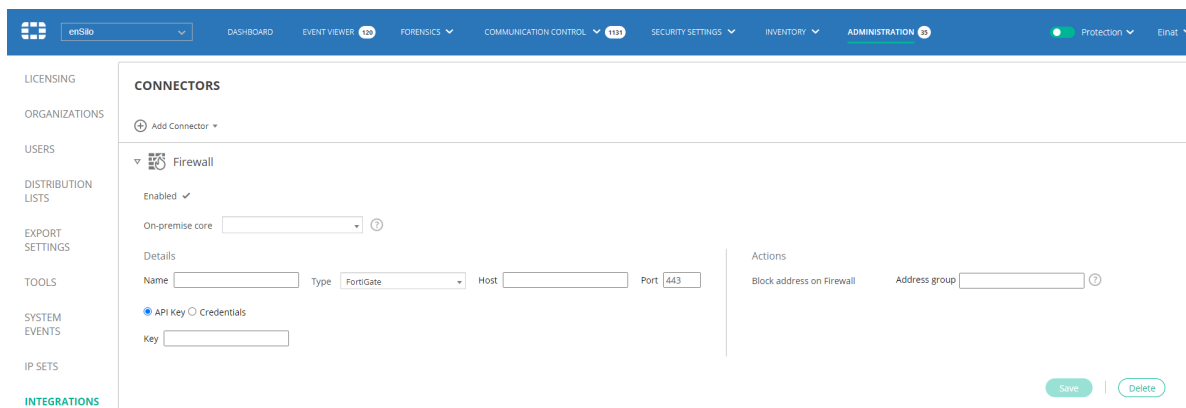 enSilo DASHBOARD EVENT VIEWER 120 FORENSICS COMMUNICATION CONTROL 1131 SECURITY SETTINGS INVENTORY ADMINISTRATION 35 Protection Einat
LICENSING
ORGANIZATIONS
USERS
DISTRIBUTION
LISTS
EXPORT
SETTINGS
TOOLS
SYSTEM
EVENTS
IP SETS
INTEGRATIONS
CONNECTORS
Add Connector
Firewall
Enabled
On-premise core ?
Details
Name Type FortiGate Host Port 443
API Key Credentials
Key
Actions
Block address on Firewall Address group ?
Save Delete